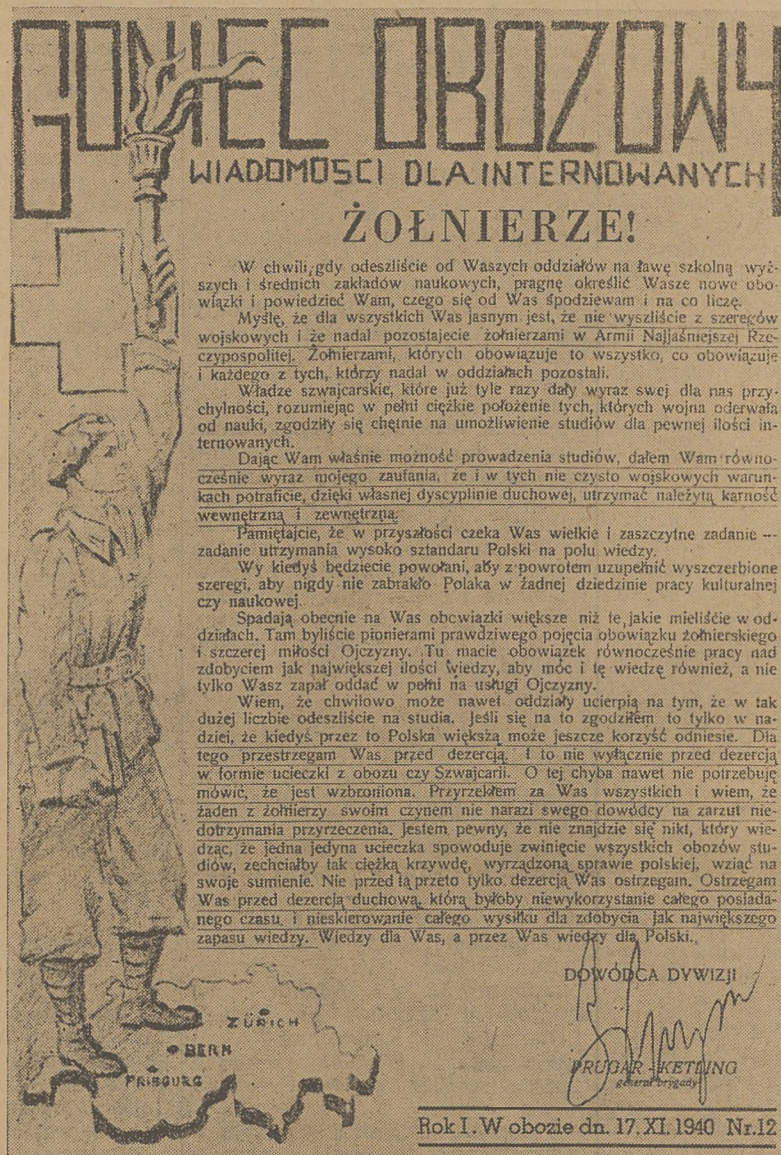 GONIEC OBOZOWY
WIADOMOSCI DLA INTERNOWANYCH
ŻOŁNIERZE!
W chwili, gdy odeszliście od Waszych oddziałów na ławę szkolną wyż-
szych i średnich zakładów naukowych, pragnę określić Wasze nowe obo-
wiązki i powiedzieć Wam, czego się od Was spodziewam i na co liczę.
Myślę, że dla wszystkich Was jasnym jest, że nie wyszliście z szeregów
wojskowych i że nadal pozostajecie żołnierzami w Armii Najjaśniejszej Rze-
czypospolitej. Żołnierzami, których obowiązuje to wszystko, co obowiązuje
i każdego z tych, którzy nadal w oddziałach pozostali.
Władze szwajcarskie, które już tyle razy dały wyraz swej dla nas przy-
chylności, rozumiejąc w pełni ciężkie położenie tych, których wojna oderwała
od nauki, zgodziły się chętnie na umożliwienie studiów dla pewnej ilości in-
ternowanych.
Dając Wam właśnie możność prowadzenia studiów, dałem Wam równo-
cześnie wyraz mojego zaufania, że i w tych nie czysto wojskowych warun-
kach potraficie, dzięki własnej dyscyplinie duchowej, utrzymać należytą karność
wewnętrzną i zewnętrzną.
Pamiętajcie, że w przyszłości czeka Was wielkie i zaszczytne zadanie —
zadanie utrzymania wysoko sztandaru Polski na polu wiedzy.
Wy kiedyś będziecie powołani, aby z powrotem uzupełnić wyszczerbione
szeregi, aby nigdy nie zabrakło Polaka w żadnej dziedzinie pracy kulturalnej
czy naukowej.
Spadają obecnie na Was obowiązki większe niż te, jakie mieliście w od-
działach. Tam byliście pionierami prawdziwego pojęcia obowiązku żołnierskiego
i szczerej miłości Ojczyzny. Tu macie obowiązek równocześnie pracy nad
zdobyciem jak największej ilości wiedzy, aby móc i tę wiedzę również, a nie
tylko Wasz zapał oddać w pełni na usługi Ojczyzny.
Wiem, że chwilowo może nawet oddziały ucierpią na tym, że w tak
dużej liczbie odeszliście na studia. Jeśli się na to zgodziłem to tylko w na-
dziei, że kiedyś przez to Polska większą może jeszcze korzyść odniesie. Dla
tego przestrzegam Was przed dezercją. I to nie wyłącznie przed dezercją
w formie ucieczki z obozu czy Szwajcarii. O tej chyba nawet nie potrzebuję
mówić, że jest wzbroniona. Przyrzekłem za Was wszystkich i wiem, że
żaden z żołnierzy swoim czynem nie narazi swego dowódcy na zarzut nie-
dotrzymania przyrzeczenia. Jestem pewny, że nie znajdzie się nikt, który wie-
dząc, że jedna jedyna ucieczka spowoduje zwinięcie wszystkich obozów stu-
diów, zechciałby tak ciężką krzywdę, wyrządzoną sprawie polskiej, wziąć na
swoje sumienie. Nie przed tą przeto tylko dezercją Was ostrzegam. Ostrzegam
Was przed dezercją duchową, którą byłoby niewykorzystanie całego posiada-
nego czasu i nieskierowanie całego wysiłku dla zdobycia jak największego
zapasu wiedzy. Wiedzy dla Was, a przez Was wiedzy dla Polski.
DOWÓDCA DYWIZJI
PRUGAR-KETLING
generał brygady
ZÜRICH
BERN
FRIBOURG
Rok I. W obozie dn. 17. XI. 1940 Nr. 12